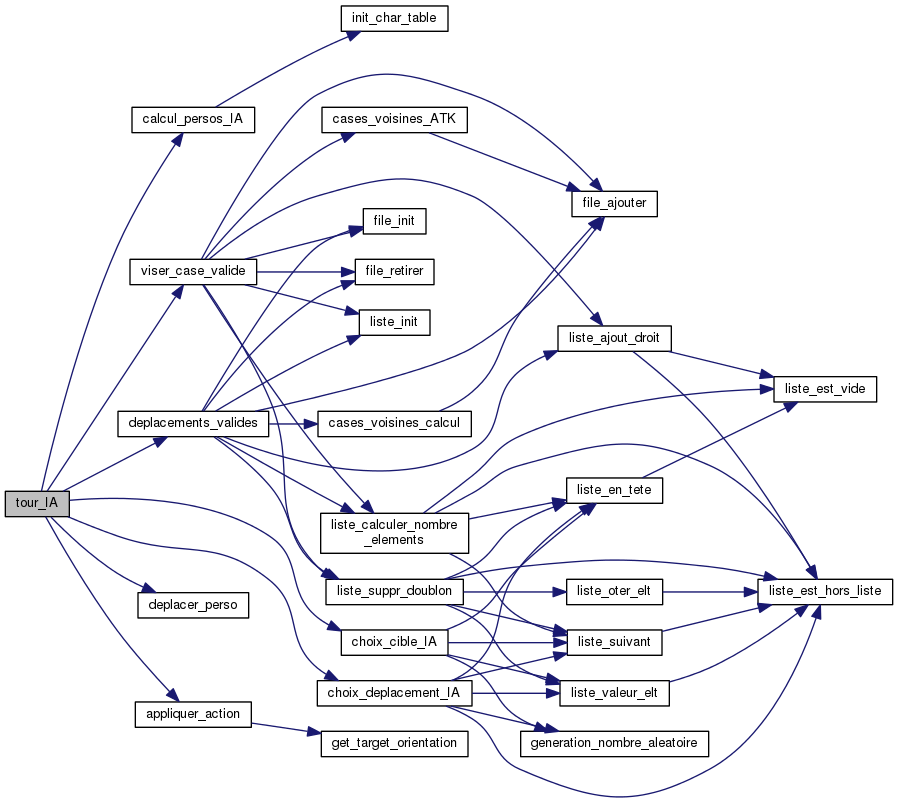 init_char_table
calcul_persos_IA
cases_voisines_ATK
file_ajouter
file_init
viser_case_valide
file_retirer
liste_init
liste_ajout_droit
liste_est_vide
deplacements_valides
cases_voisines_calcul
tour_IA
liste_en_tete
liste_calculer_nombre
_elements
liste_suppr_doublon
liste_oter_elt
liste_est_hors_liste
deplacer_perso
choix_cible_IA
liste_suivant
choix_deplacement_IA
liste_valeur_elt
appliquer_action
get_target_orientation
generation_nombre_aleatoire